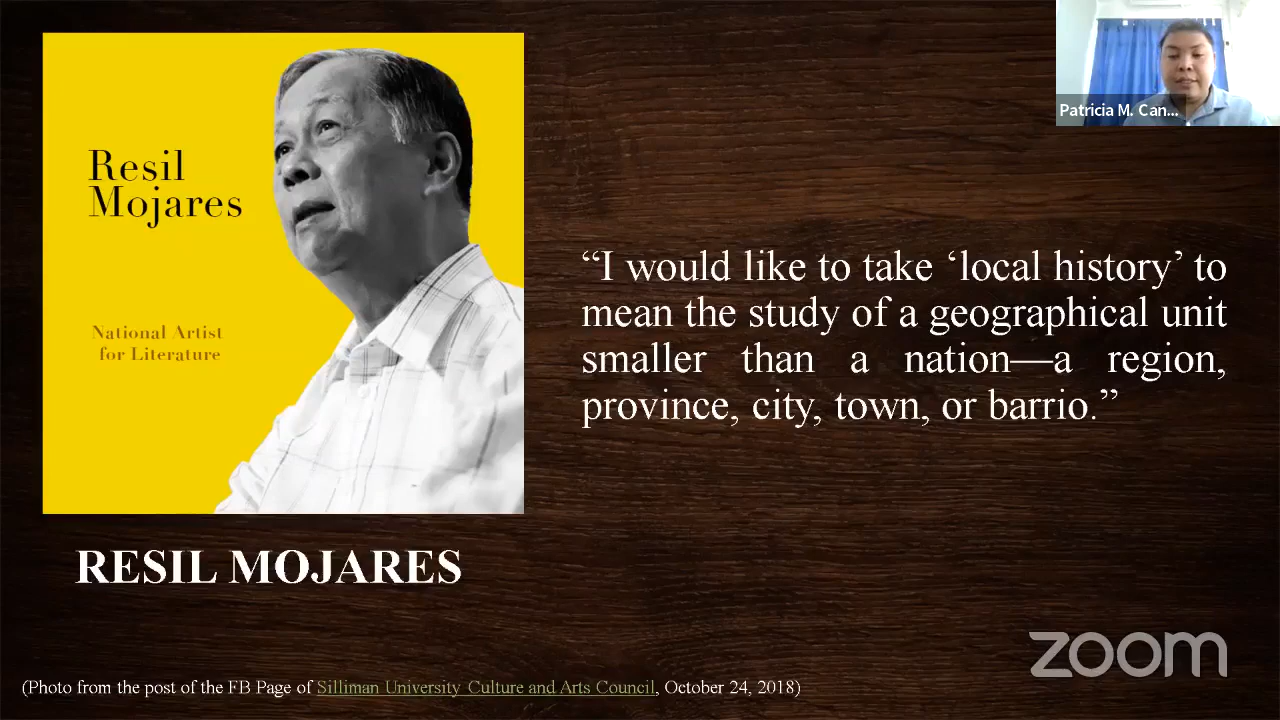 Resil
Mojares
National Artist
for Literature
Patricia M. Can...
“I would like to take ‘local history’ to
mean the study of a geographical unit
smaller than a nation—a region,
province, city, town, or barrio.”
RESIL MOJARES
zoom
(Photo from the post of the FB Page of Silliman University Culture and Arts Council, October 24, 2018)